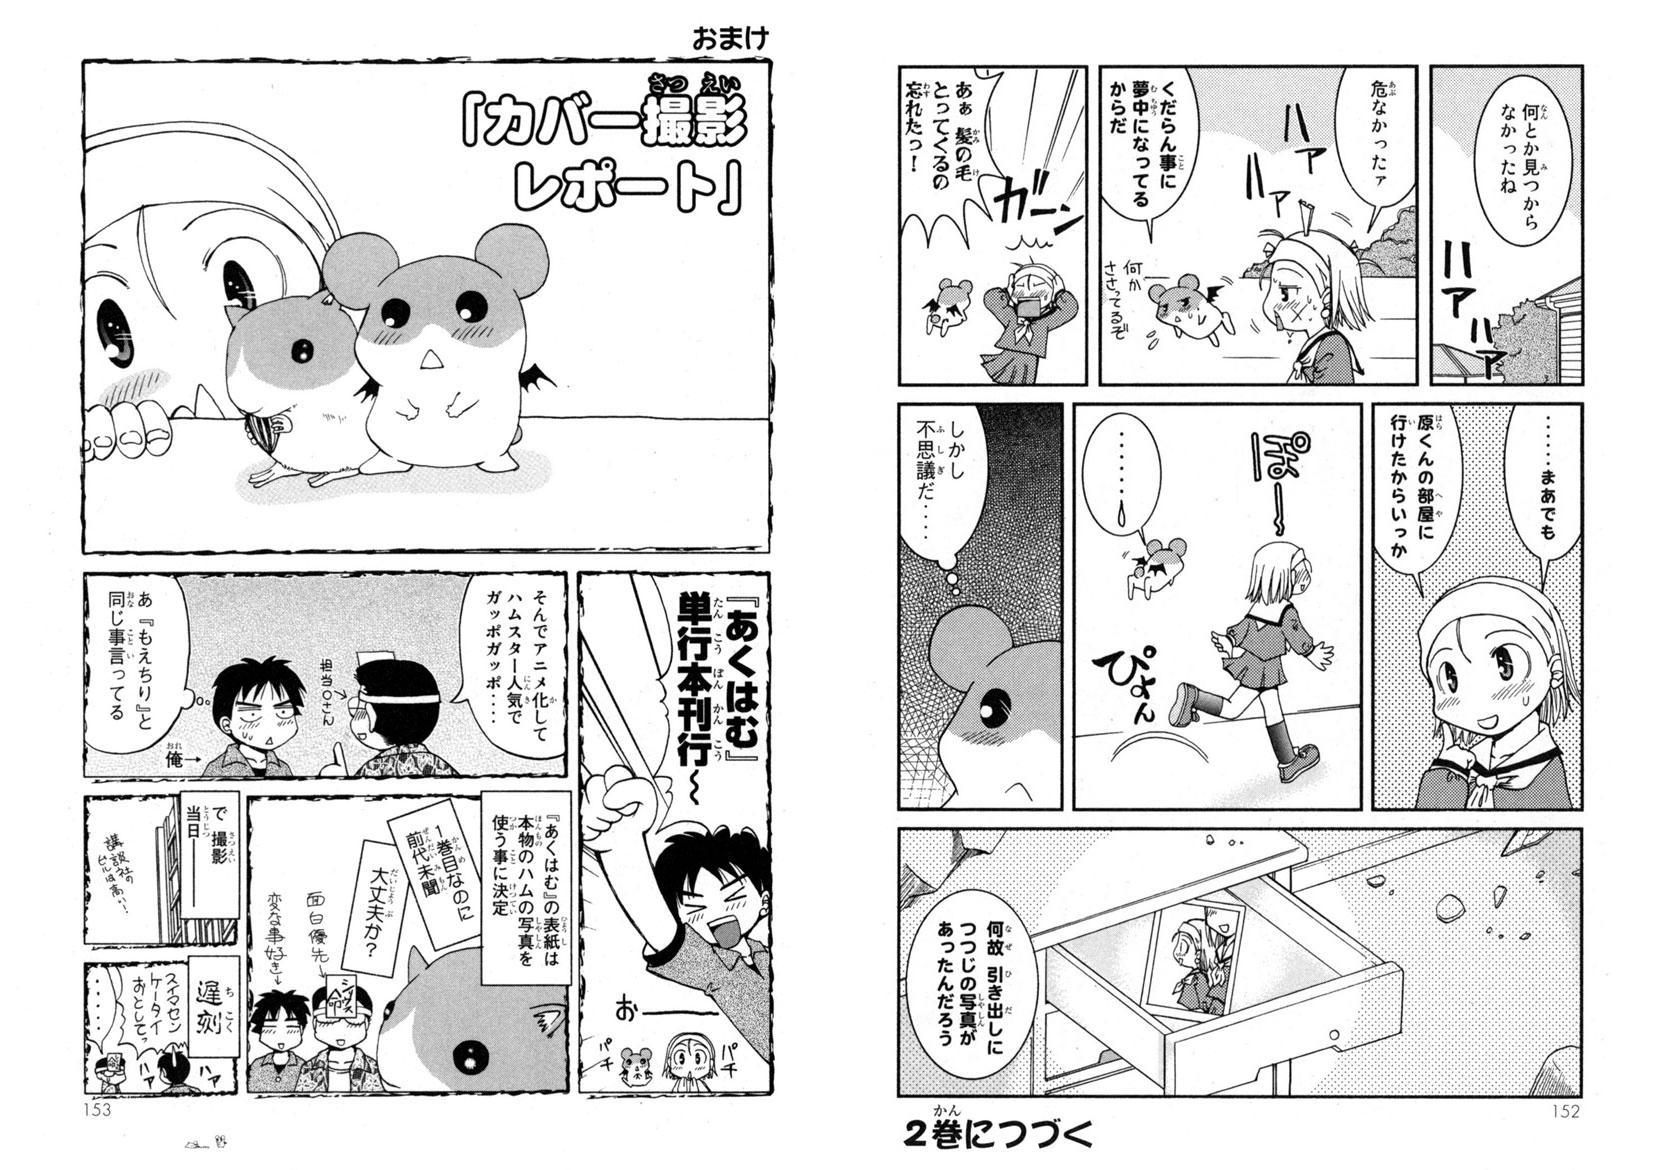 何とか見つから
なかったね
ハァ
ハァ
危なかったァ
ハァ
ハァ
くだらん事に
夢中になってる
からだ
何か
ささってるぞ
ガーン
あぁ 髪の毛
とってくるの
忘れたっ！
……まあでも
原くんの部屋に
行けたからいっか
ぽーっ
ぴょん
……
しかし
不思議だ……
何故 引き出しに
つつじの写真が
あったんだろう
152
2巻につづく
おまけ
「カバー撮影
レポート」
『あくはむ』
単行本刊行〜
お――
パチ
パチ
そんでアニメ化して
ハムスター人気で
ガッポガッポ……
担当Oさん
→
あ『もえちり』と
同じ事言ってる
俺→
『あくはむ』の表紙は
本物のハムの写真を
使う事に決定
1巻目なのに
前代未聞
大丈夫か？
面白優先→
変な事好き→
で 撮影
当日――
講談社の
ビルは高い…
遅刻
スイマセン
ケータイ
おとしてっ
……
ハァ
ハァ
153